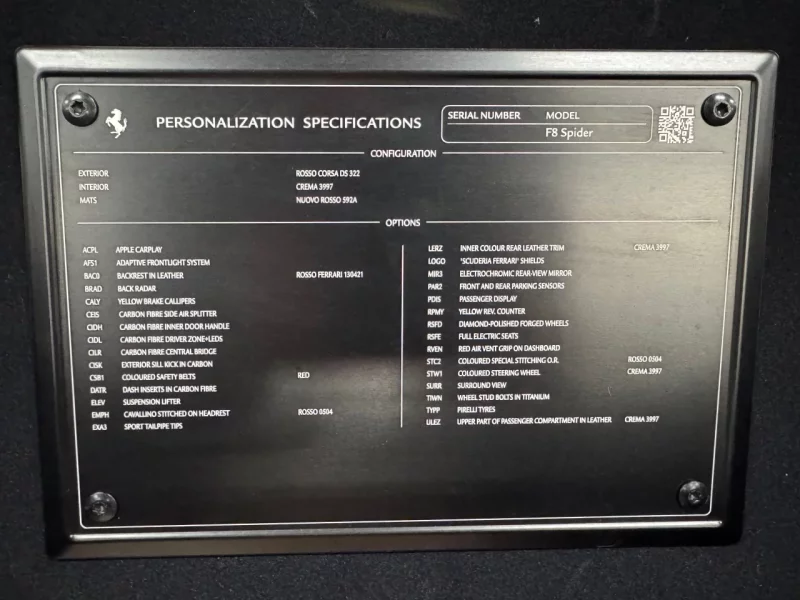 PERSONALIZATION SPECIFICATIONS
SERIAL NUMBER MODEL
F8 Spider
CONFIGURATION
EXTERIOR ROSSO CORSA DS 322
INTERIOR CREMA 3997
MATS NUOVO ROSSO 592A
OPTIONS
ACPL APPLE CARPLAY
AFS1 ADAPTIVE FRONTLIGHT SYSTEM
BAC0 BACKREST IN LEATHER ROSSO FERRARI 130421
BRAD BACK RADAR
CALY YELLOW BRAKE CALLIPERS
CEIS CARBON FIBRE SIDE AIR SPLITTER
CIDH CARBON FIBRE INNER DOOR HANDLE
CIDL CARBON FIBRE DRIVER ZONE+LEDS
CILR CARBON FIBRE CENTRAL BRIDGE
CISK EXTERIOR SILL KICK IN CARBON
CSB1 COLOURED SAFETY BELTS RED
DATR DASH INSERTS IN CARBON FIBRE
ELEV SUSPENSION LIFTER
EMPH CAVALLINO STITCHED ON HEADREST ROSSO 0504
EXA3 SPORT TAILPIPE TIPS
LERZ INNER COLOUR REAR LEATHER TRIM CREMA 3997
LOGO "SCUDERIA FERRARI" SHIELDS
MIR3 ELECTROCHROMIC REAR-VIEW MIRROR
PAR2 FRONT AND REAR PARKING SENSORS
PDIS PASSENGER DISPLAY
RPMY YELLOW REV. COUNTER
RSFD DIAMOND-POLISHED FORGED WHEELS
RSFE FULL ELECTRIC SEATS
RVEN RED AIR VENT GRIP ON DASHBOARD
STC2 COLOURED SPECIAL STITCHING O.R. ROSSO 0504
STW1 COLOURED STEERING WHEEL CREMA 3997
SURR SURROUND VIEW
TIWN WHEEL STUD BOLTS IN TITANIUM
TYPP PIRELLI TYRES
ULEZ UPPER PART OF PASSENGER COMPARTMENT IN LEATHER CREMA 3997